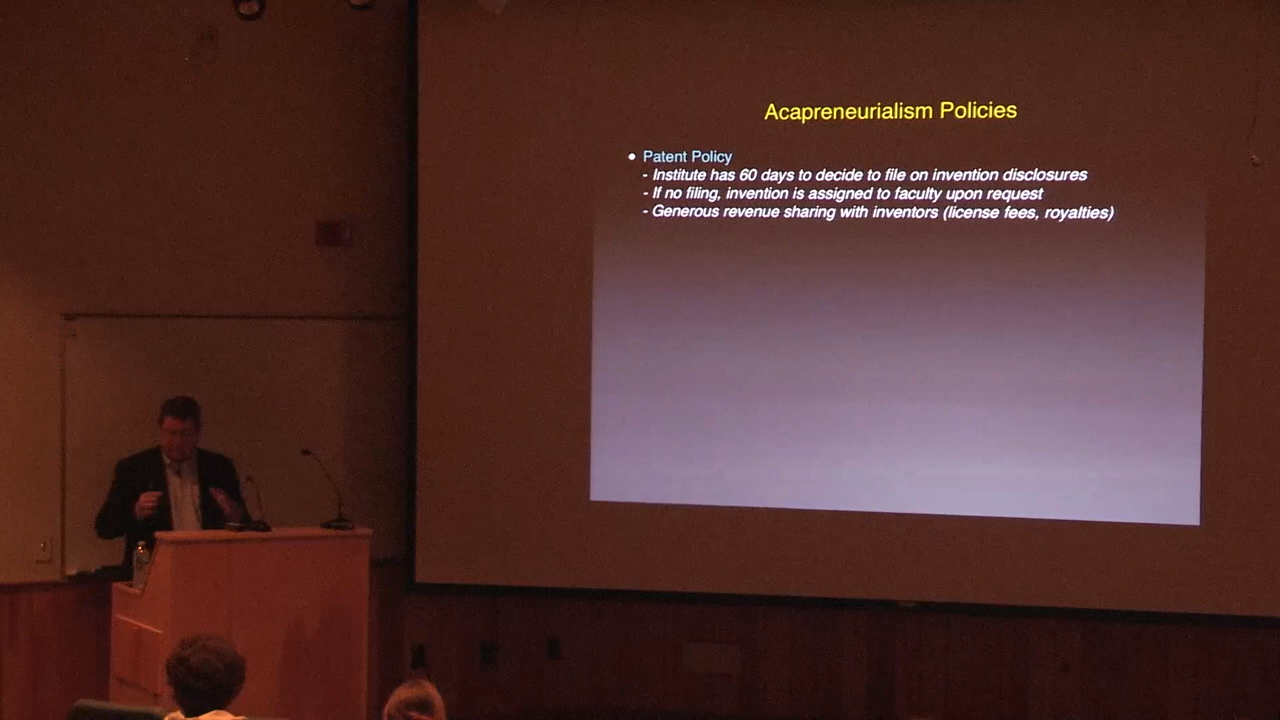 Acapreneurialism Policies
• Patent Policy
- Institute has 60 days to decide to file on invention disclosures
- If no filing, invention is assigned to faculty upon request
- Generous revenue sharing with inventors (license fees, royalties)